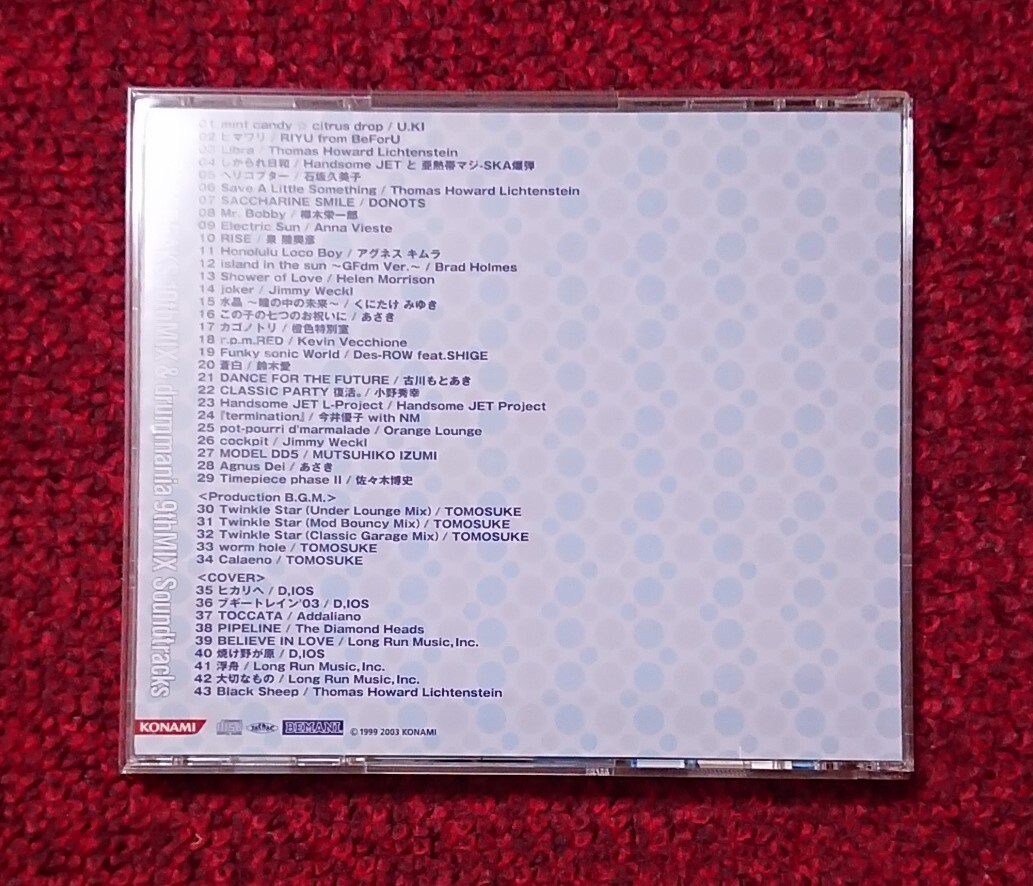 01 mint candy ☆ citrus drop / U.KI
02 ヒマワリ / RIYU from BeForU
03 Libra / Thomas Howard Lichtenstein
04 しかられ日和 / Handsome JET と 亜熱帯マジ-SKA爆弾
05 ヘリコプター / 石坂久美子
06 Save A Little Something / Thomas Howard Lichtenstein
07 SACCHARINE SMILE / DONOTS
08 Mr. Bobby / 樽木栄一郎
09 Electric Sun / Anna Vieste
10 RISE / 泉 陸奥彦
11 Honolulu Loco Boy / アグネス キムラ
12 island in the sun ～GFdm Ver.～ / Brad Holmes
13 Shower of Love / Helen Morrison
14 joker / Jimmy Weckl
15 水晶 ～瞳の中の未来～ / くにたけ みゆき
16 この子の七つのお祝いに / あさき
17 カゴノトリ / 橙色特別室
18 r.p.m.RED / Kevin Vecchione
19 Funky sonic World / Des-ROW feat.SHIGE
20 蒼白 / 鈴木愛
21 DANCE FOR THE FUTURE / 古川もとあき
22 CLASSIC PARTY 復活。 / 小野秀幸
23 Handsome JET L-Project / Handsome JET Project
24 『termination』 / 今井優子 with NM
25 pot-pourri d'marmalade / Orange Lounge
26 cockpit / Jimmy Weckl
27 MODEL DD5 / MUTSUHIKO IZUMI
28 Agnus Dei / あさき
29 Timepiece phase II / 佐々木博史
<Production B.G.M.>
30 Twinkle Star (Under Lounge Mix) / TOMOSUKE
31 Twinkle Star (Mod Bouncy Mix) / TOMOSUKE
32 Twinkle Star (Classic Garage Mix) / TOMOSUKE
33 worm hole / TOMOSUKE
34 Calaeno / TOMOSUKE
<COVER>
35 ヒカリへ / D,IOS
36 ブギートレイン'03 / D,IOS
37 TOCCATA / Addaliano
38 PIPELINE / The Diamond Heads
39 BELIEVE IN LOVE / Long Run Music,Inc.
40 焼け野が原 / D,IOS
41 浮舟 / Long Run Music,Inc.
42 大切なもの / Long Run Music,Inc.
43 Black Sheep / Thomas Howard Lichtenstein
MIX & drummania 9thMIX Soundtracks
KONAMI
BEMANI
© 1999 2003 KONAMI